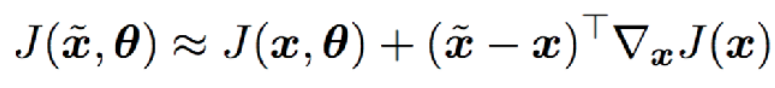 J(x̃, θ) ≈ J(x, θ) + (x̃ − x)⊤∇ₓJ(x)